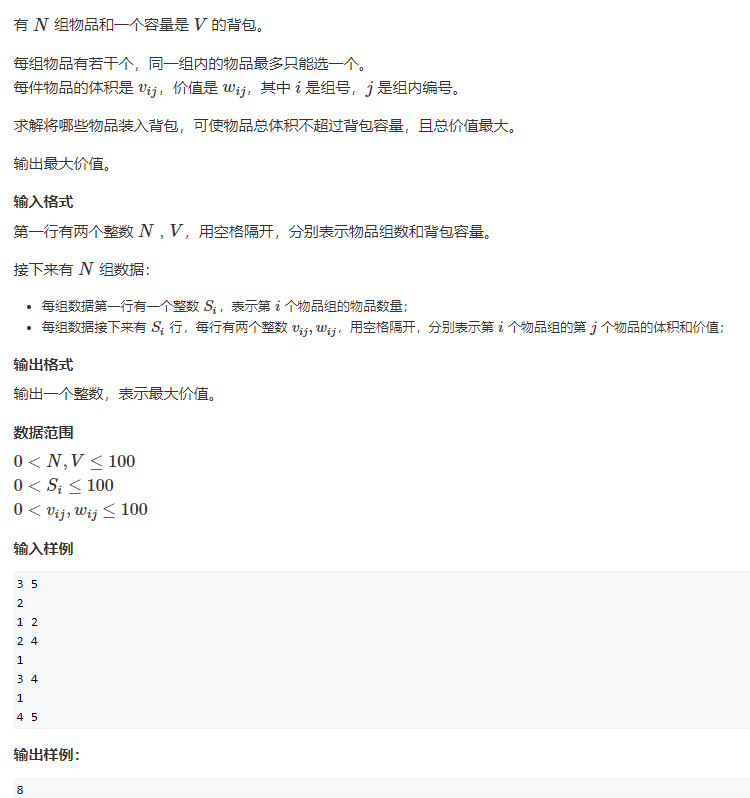 有 N 组物品和一个容量是 V 的背包。
每组物品有若干个，同一组内的物品最多只能选一个。
每件物品的体积是 v_{ij}，价值是 w_{ij}，其中 i 是组号，j 是组内编号。
求解将哪些物品装入背包，可使物品总体积不超过背包容量，且总价值最大。
输出最大价值。
输入格式
第一行有两个整数 N , V，用空格隔开，分别表示物品组数和背包容量。
接下来有 N 组数据：
• 每组数据第一行有一个整数 S_i，表示第 i 个物品组的物品数量；
• 每组数据接下来有 S_i 行，每行有两个整数 v_{ij}, w_{ij}，用空格隔开，分别表示第 i 个物品组的第 j 个物品的体积和价值；
输出格式
输出一个整数，表示最大价值。
数据范围
0 < N, V ≤ 100
0 < S_i ≤ 100
0 < v_{ij}, w_{ij} ≤ 100
输入样例
3 5
2
1 2
2 4
1
3 4
1
4 5
输出样例：
8